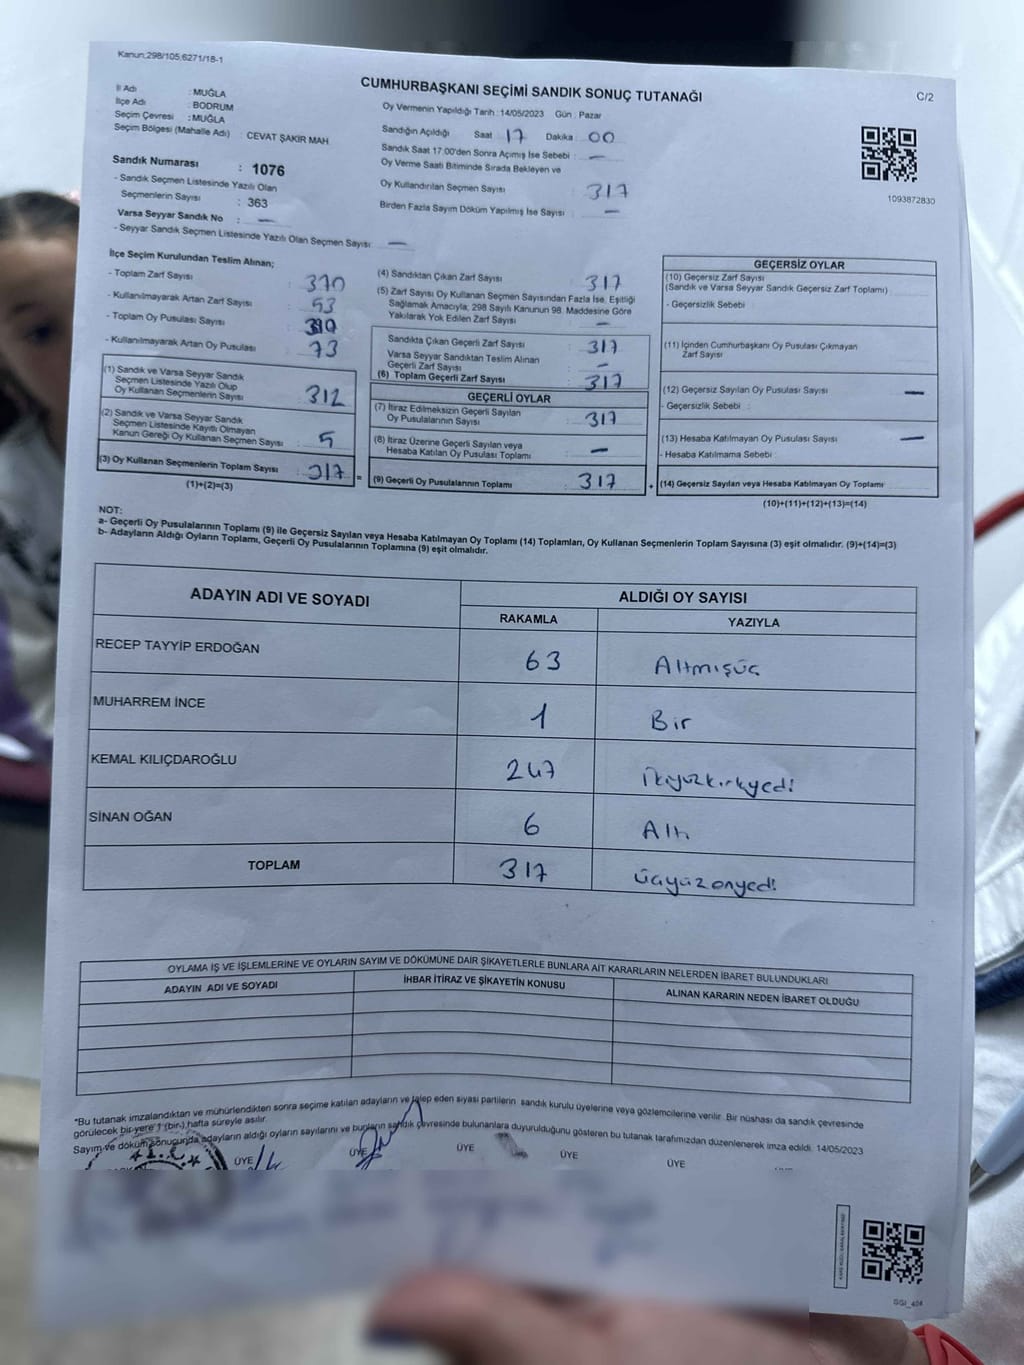 Kanun:298/105,6271/18-1
CUMHURBAŞKANI SEÇİMİ SANDIK SONUÇ TUTANAĞI
C/2
İl Adı : MUĞLA
İlçe Adı : BODRUM
Seçim Çevresi : MUĞLA
Seçim Bölgesi (Mahalle Adı) : CEVAT ŞAKİR MAH
Oy Vermenin Yapıldığı Tarih : 14/05/2023 Gün : Pazar
Sandığın Açıldığı Saat 17 Dakika : 00
Sandık Saat 17:00'den Sonra Açımış İse Sebebi : —
Oy Verme Saati Bitiminde Sırada Bekleyen ve
Oy Kullandırılan Seçmen Sayısı : 317
Birden Fazla Sayım Döküm Yapılmış İse Sayısı : —
1093872830
Sandık Numarası : 1076
- Sandık Seçmen Listesinde Yazılı Olan
Seçmenlerin Sayısı : 363
Varsa Seyyar Sandık No : —
- Seyyar Sandık Seçmen Listesinde Yazılı Olan Seçmen Sayısı: —
İlçe Seçim Kurulundan Teslim Alınan;
- Toplam Zarf Sayısı : 370
- Kullanılmayarak Artan Zarf Sayısı : 53
- Toplam Oy Pusulası Sayısı :
- Kullanılmayarak Artan Oy Pusulası : 73
(1) Sandık ve Varsa Seyyar Sandık
Seçmen Listesinde Yazılı Olup
Oy Kullanan Seçmenlerin Sayısı : 312
(2) Sandık ve Varsa Seyyar Sandık
Seçmen Listesinde Kayıtlı Olmayan
Kanun Gereği Oy Kullanan Seçmen Sayısı : 5
(3) Oy Kullanan Seçmenlerin Toplam Sayısı : 317
(1)+(2)=(3)
(4) Sandıktan Çıkan Zarf Sayısı : 317
(5) Zarf Sayısı Oy Kullanan Seçmen Sayısından Fazla İse, Eşitliği
Sağlamak Amacıyla, 298 Sayılı Kanunun 98. Maddesine Göre
Yakılarak Yok Edilen Zarf Sayısı : —
Sandıkta Çıkan Geçerli Zarf Sayısı : 317
Varsa Seyyar Sandıktan Teslim Alınan
Geçerli Zarf Sayısı : —
(6) Toplam Geçerli Zarf Sayısı : 317
GEÇERLİ OYLAR
(7) İtiraz Edilmeksizin Geçerli Sayılan
Oy Pusulalarının Sayısı : 317
(8) İtiraz Üzerine Geçerli Sayılan veya
Hesaba Katılan Oy Pusulası Toplamı : —
= (9) Geçerli Oy Pusulalarının Toplamı : 317 +
GEÇERSİZ OYLAR
(10) Geçersiz Zarf Sayısı
(Sandık ve Varsa Seyyar Sandık Geçersiz Zarf Toplamı) :
- Geçersizlik Sebebi :
(11) İçinden Cumhurbaşkanı Oy Pusulası Çıkmayan
Zarf Sayısı
(12) Geçersiz Sayılan Oy Pusulası Sayısı : —
- Geçersizlik Sebebi :
(13) Hesaba Katılmayan Oy Pusulası Sayısı : —
- Hesaba Katılmama Sebebi :
(14) Geçersiz Sayılan veya Hesaba Katılmayan Oy Toplamı :
(10)+(11)+(12)+(13)=(14)
NOT:
a- Geçerli Oy Pusulalarının Toplamı (9) ile Geçersiz Sayılan veya Hesaba Katılmayan Oy Toplamı (14) Toplamları, Oy Kullanan Seçmenlerin Toplam Sayısına (3) eşit olmalıdır. (9)+(14)=(3)
b- Adayların Aldığı Oyların Toplamı, Geçerli Oy Pusulalarının Toplamına (9) eşit olmalıdır.
ADAYIN ADI VE SOYADI ALDIĞI OY SAYISI
RAKAMLA YAZIYLA
RECEP TAYYİP ERDOĞAN 63 Altmışüç
MUHARREM İNCE 1 Bir
KEMAL KILIÇDAROĞLU 247 İkiyüzkırkyedi
SİNAN OĞAN 6 Altı
TOPLAM 317 üçyüzonyedi
OYLAMA İŞ VE İŞLEMLERİNE VE OYLARIN SAYIM VE DÖKÜMÜNE DAİR ŞİKAYETLERLE BUNLARA AİT KARARLARIN NELERDEN İBARET BULUNDUKLARI
ADAYIN ADI VE SOYADI İHBAR İTİRAZ VE ŞİKAYETİN KONUSU ALINAN KARARIN NEDEN İBARET OLDUĞU
*Bu tutanak imzalandıktan ve mühürlendikten sonra seçime katılan adayların ve talep eden siyasi partilerin sandık kurulu üyelerine veya gözlemcilerine verilir. Bir nüshası da sandık çevresinde
görülecek bir yere 1 (bir) hafta süreyle asılır.
Sayım ve döküm sonucunda adayların aldığı oyların sayılarını ve bunların sandık çevresinde bulunanlara duyurulduğunu gösteren bu tutanak tarafımızdan düzenlenerek imza edildi. 14/05/2023
ÜYE ÜYE ÜYE ÜYE ÜYE